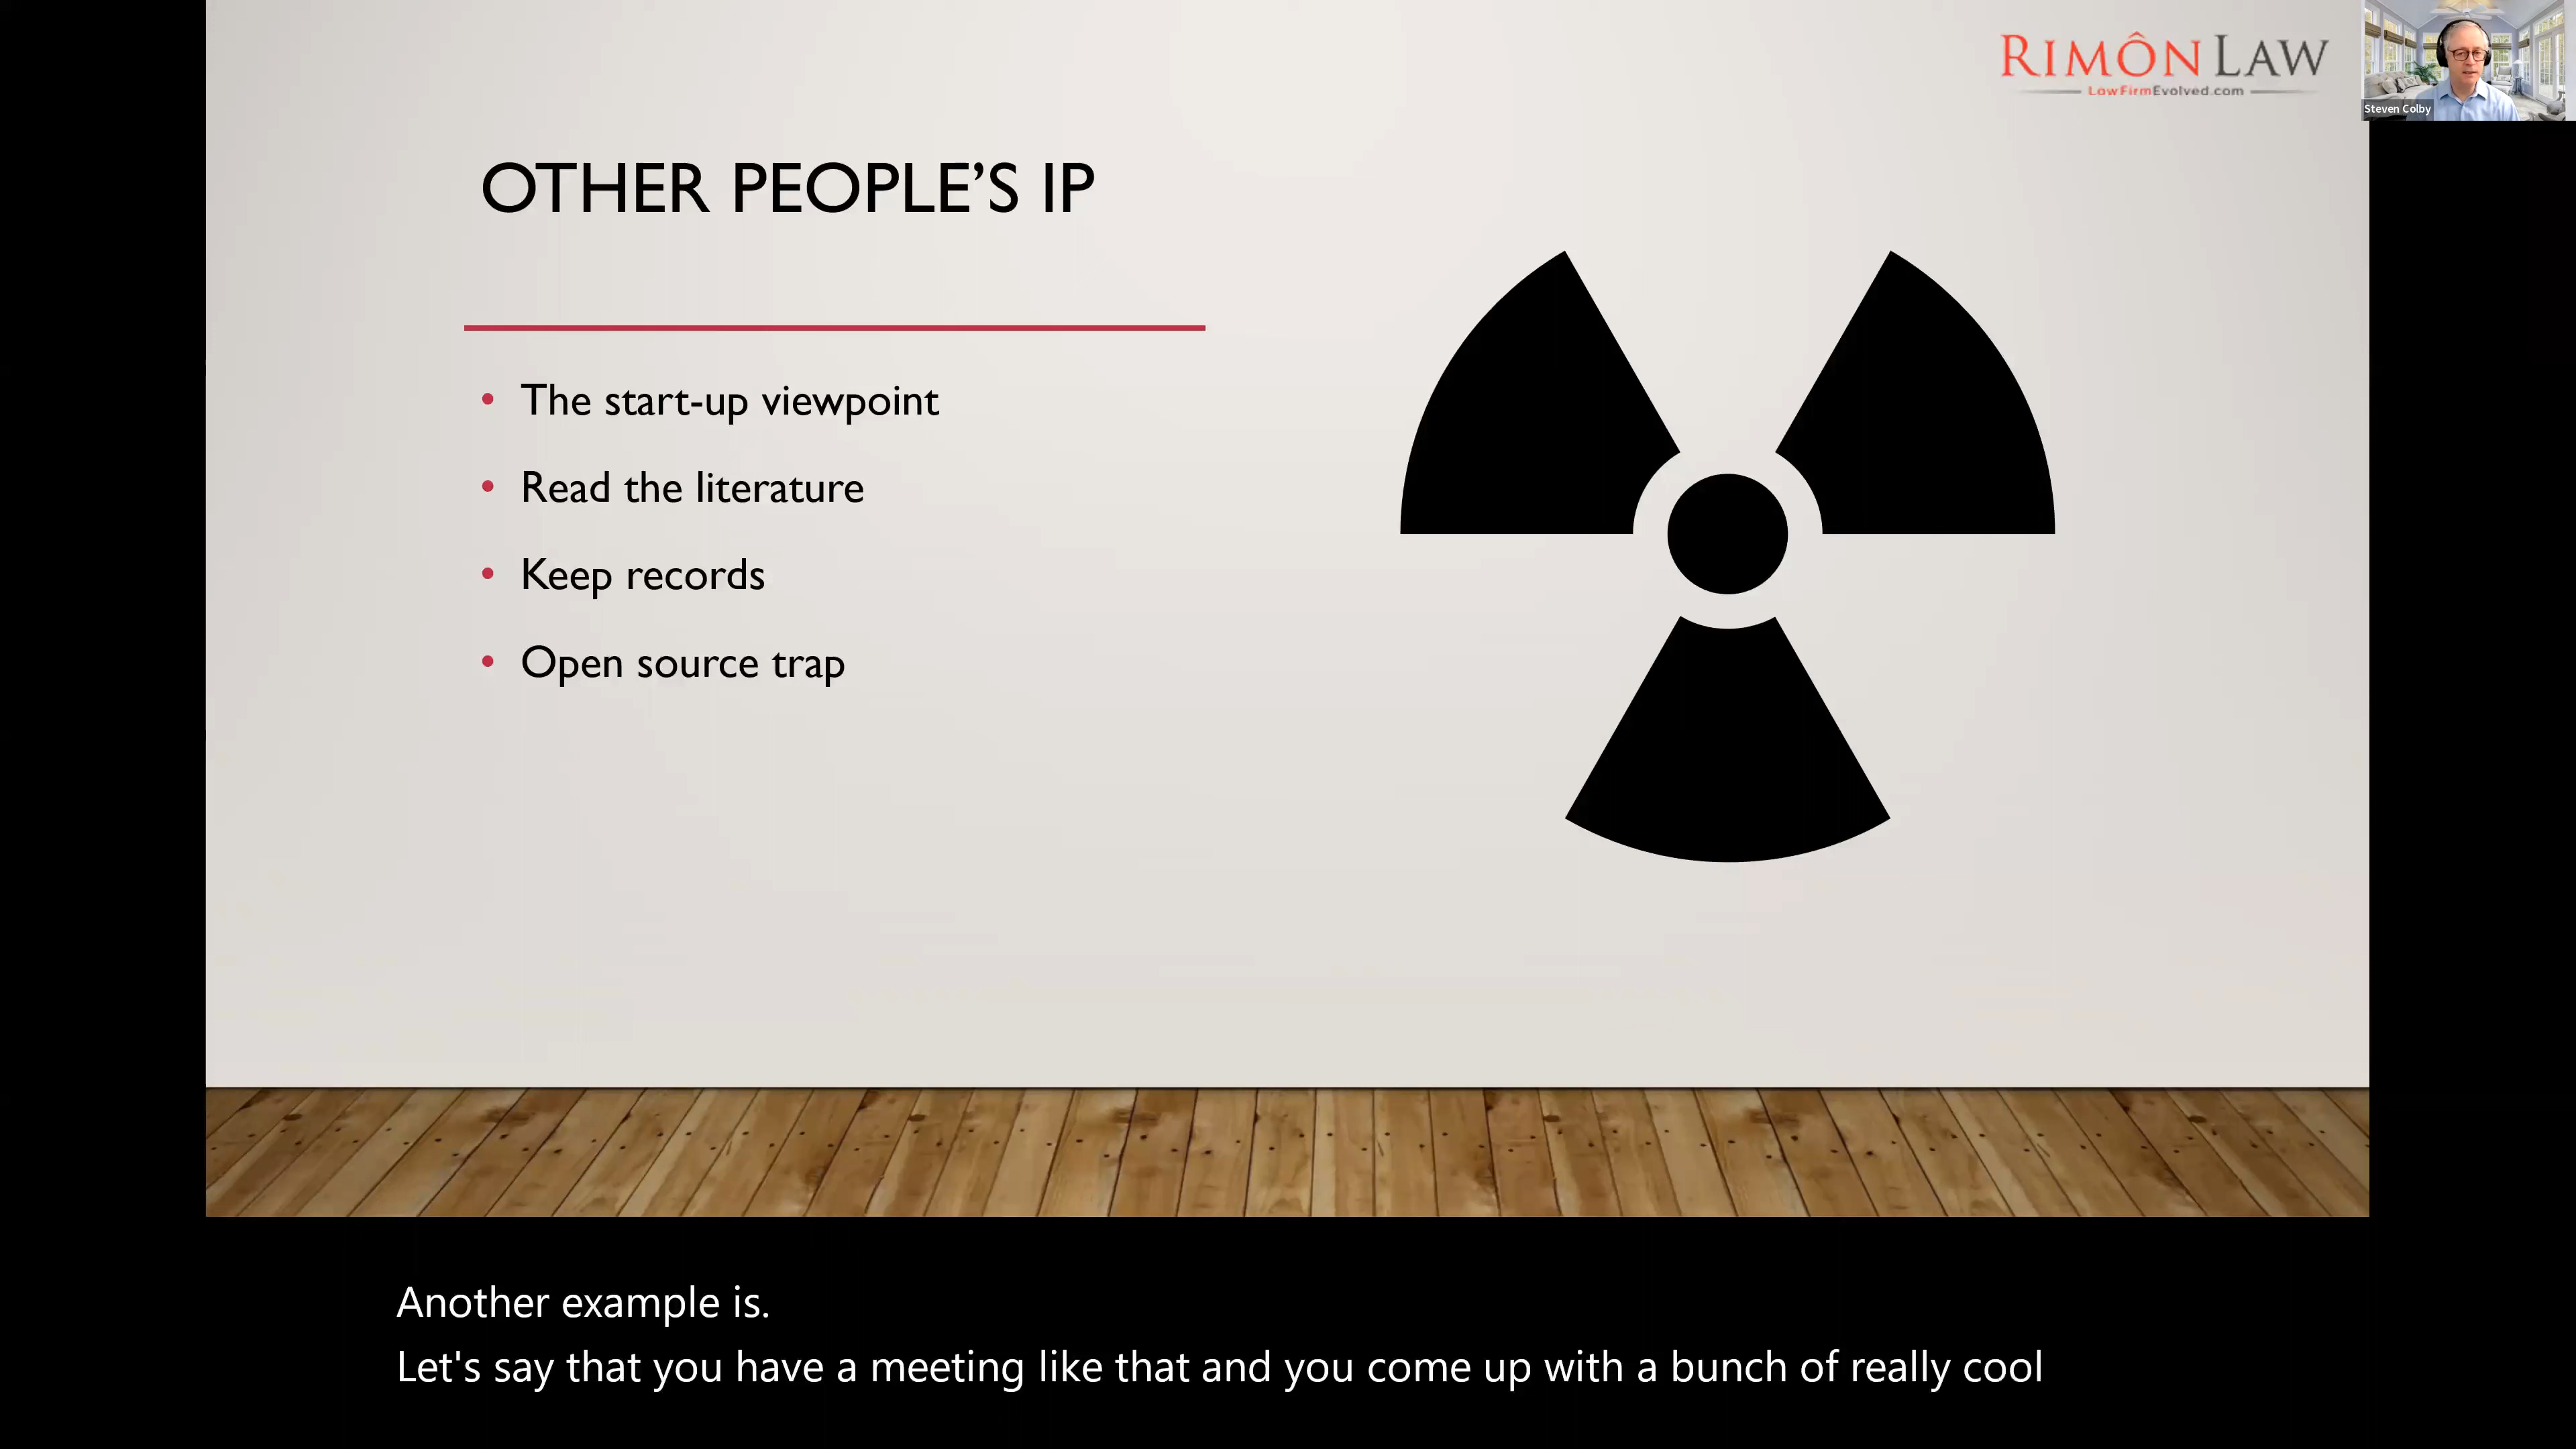 RIMÔN LAW
LawFirmEvolved.com
Steven Colby
OTHER PEOPLE’S IP
• The start-up viewpoint
• Read the literature
• Keep records
• Open source trap
Another example is.
Let's say that you have a meeting like that and you come up with a bunch of really cool